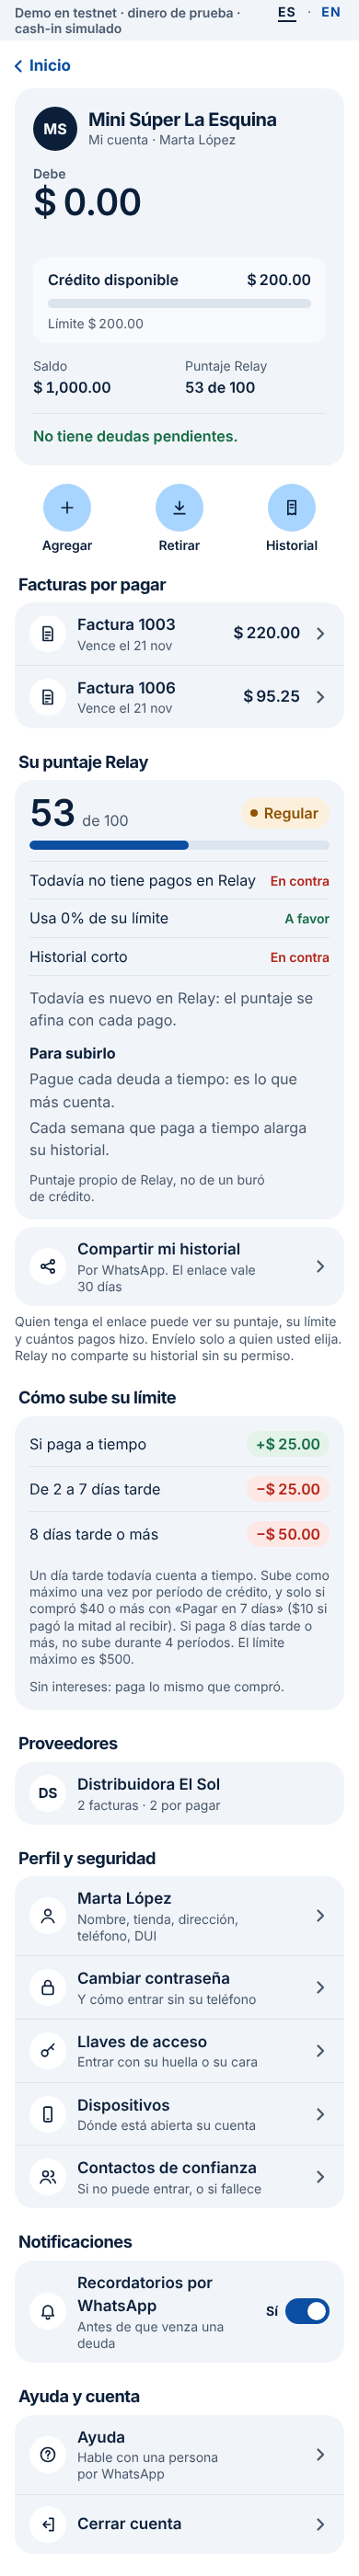 Demo en testnet · dinero de prueba ·
cash-in simulado
ES · EN
Inicio
MS
Mini Súper La Esquina
Mi cuenta · Marta López
Debe
$ 0.00
Crédito disponible $ 200.00
Límite $ 200.00
Saldo Puntaje Relay
$ 1,000.00 53 de 100
No tiene deudas pendientes.
Agregar Retirar Historial
Facturas por pagar
Factura 1003
Vence el 21 nov
$ 220.00
Factura 1006
Vence el 21 nov
$ 95.25
Su puntaje Relay
53 de 100
Regular
Todavía no tiene pagos en Relay En contra
Usa 0% de su límite A favor
Historial corto En contra
Todavía es nuevo en Relay: el puntaje se
afina con cada pago.
Para subirlo
Pague cada deuda a tiempo: es lo que
más cuenta.
Cada semana que paga a tiempo alarga
su historial.
Puntaje propio de Relay, no de un buró
de crédito.
Compartir mi historial
Por WhatsApp. El enlace vale
30 días
Quien tenga el enlace puede ver su puntaje, su límite
y cuántos pagos hizo. Envíelo solo a quien usted elija.
Relay no comparte su historial sin su permiso.
Cómo sube su límite
Si paga a tiempo +$ 25.00
De 2 a 7 días tarde −$ 25.00
8 días tarde o más −$ 50.00
Un día tarde todavía cuenta a tiempo. Sube como
máximo una vez por período de crédito, y solo si
compró $40 o más con «Pagar en 7 días» ($10 si
pagó la mitad al recibir). Si paga 8 días tarde o
más, no sube durante 4 períodos. El límite
máximo es $500.
Sin intereses: paga lo mismo que compró.
Proveedores
DS
Distribuidora El Sol
2 facturas · 2 por pagar
Perfil y seguridad
Marta López
Nombre, tienda, dirección,
teléfono, DUI
Cambiar contraseña
Y cómo entrar sin su teléfono
Llaves de acceso
Entrar con su huella o su cara
Dispositivos
Dónde está abierta su cuenta
Contactos de confianza
Si no puede entrar, o si fallece
Notificaciones
Recordatorios por
WhatsApp
Antes de que venza una
deuda
Sí
Ayuda y cuenta
Ayuda
Hable con una persona
por WhatsApp
Cerrar cuenta